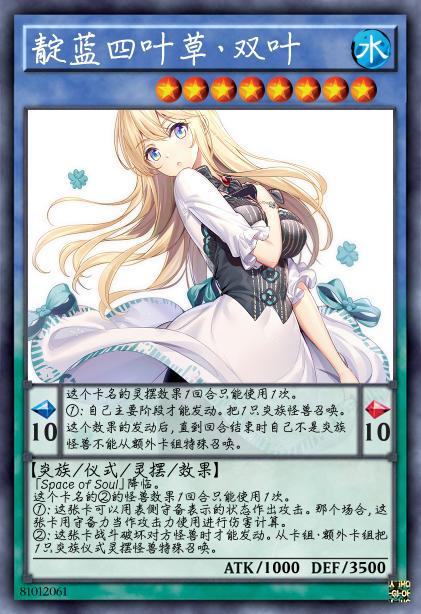 靛蓝四叶草·双叶
水
这个卡名的灵摆效果1回合只能使用1次。
①：自己主要阶段才能发动。把1只炎族怪兽召唤。
这个效果的发动后，直到回合结束时自己不是炎族
怪兽不能从额外卡组特殊召唤。
10
10
【炎族/仪式/灵摆/效果】
「Space of Soul」降临。
这个卡名的②的怪兽效果1回合只能使用1次。
①：这张卡可以用表侧守备表示的状态作出攻击。那个场合，这
张卡用守备力当作攻击力使用进行伤害计算。
②：这张卡战斗破坏对方怪兽时才能发动。从卡组·额外卡组把
1只炎族仪式灵摆怪兽特殊召唤。
ATK/1000 DEF/3500
81012061